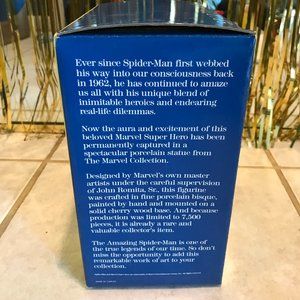 Ever since Spider-Man first webbed
his way into our consciousness back
in 1962, he has continued to amaze
us all with his unique blend of
inimitable heroics and endearing
real-life dilemmas.
Now the aura and excitement of this
beloved Marvel Super Hero has been
permanently captured in a
spectacular porcelain statue from
The Marvel Collection.
Designed by Marvel's own master
artists under the careful supervision
of John Romita, Sr., this figurine
was crafted in fine porcelain bisque,
painted by hand and mounted on a
solid cherry wood base. And because
production was limited to 7,500
pieces, it is already a rare and
valuable collector's item.
The Amazing Spider-Man is one of
the true legends of our time. So don't
miss the opportunity to add this
remarkable work of art to your
collection.